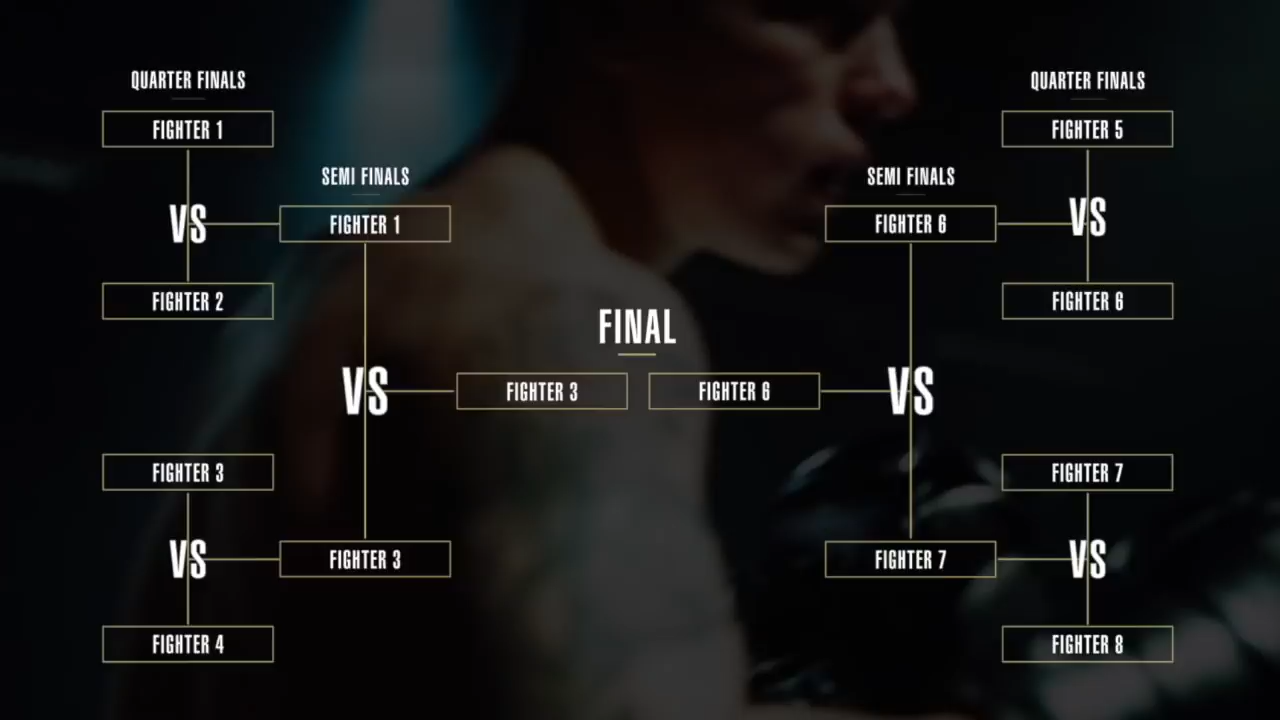 QUARTER FINALS
FIGHTER 1
VS
FIGHTER 2
FIGHTER 3
VS
FIGHTER 4
SEMI FINALS
FIGHTER 1
VS
FIGHTER 3
FINAL
FIGHTER 3
FIGHTER 6
SEMI FINALS
FIGHTER 6
VS
FIGHTER 7
QUARTER FINALS
FIGHTER 5
VS
FIGHTER 6
FIGHTER 7
VS
FIGHTER 8